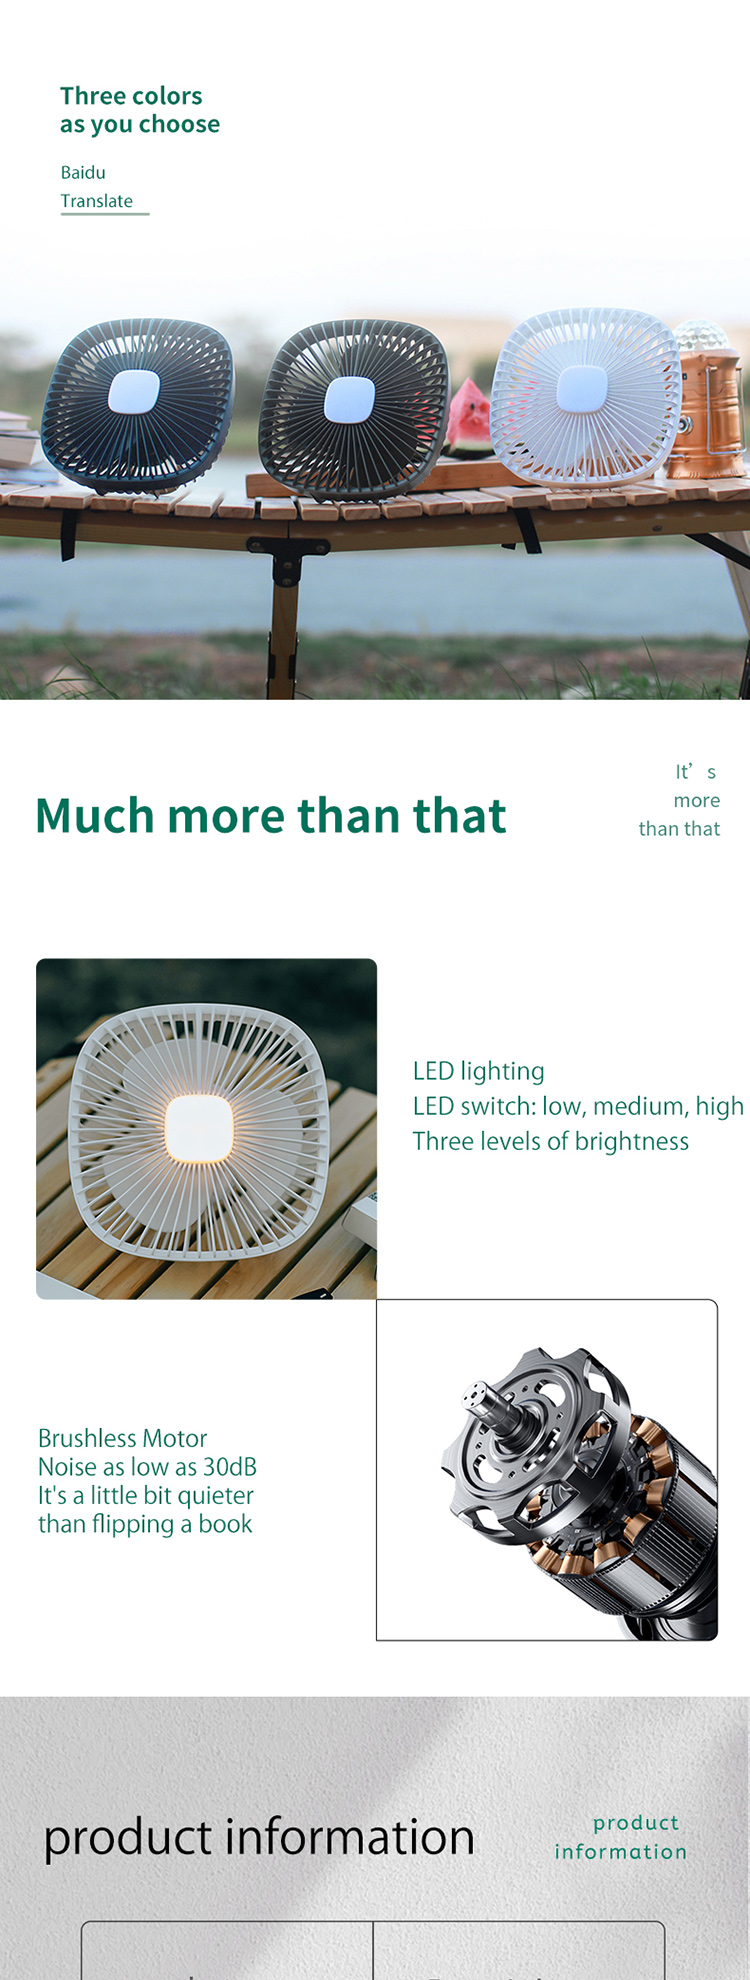 Three colors
as you choose
Baidu
Translate
Much more than that
It’s
more
than that
LED lighting
LED switch: low, medium, high
Three levels of brightness
Brushless Motor
Noise as low as 30dB
It's a little bit quieter
than flipping a book
product information
product
information